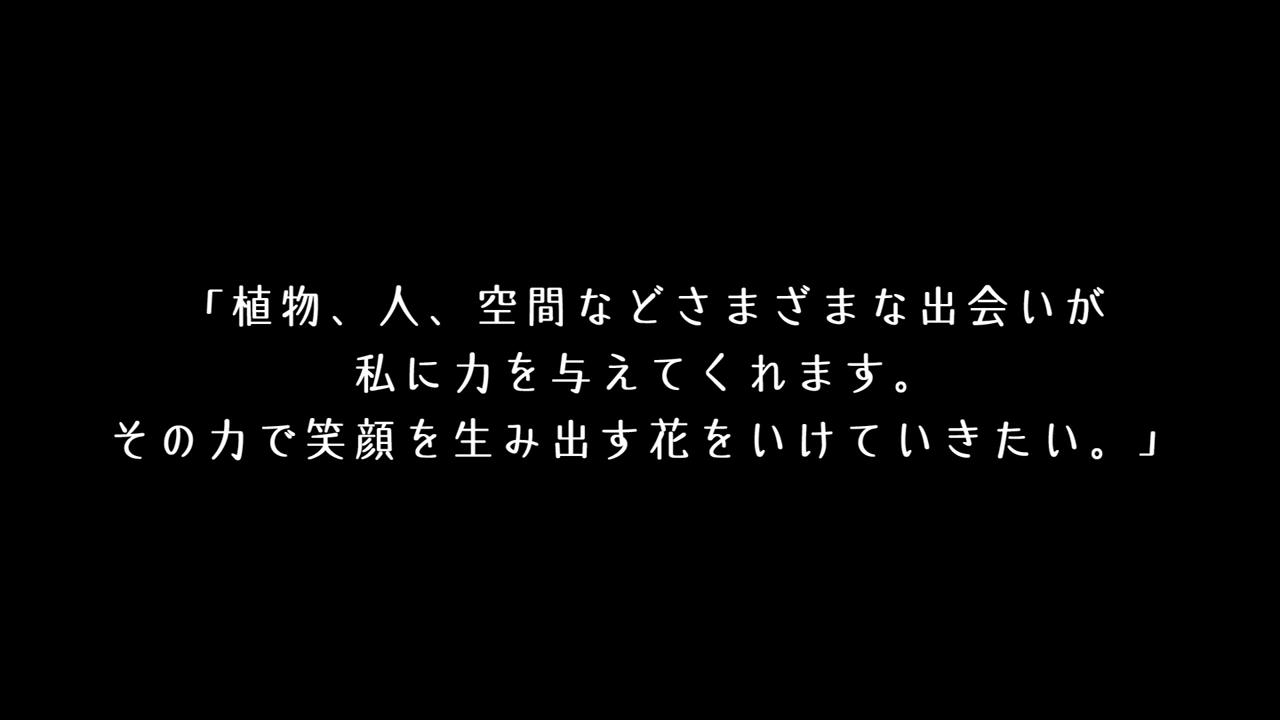 「植物、人、空間などさまざまな出会いが
私に力を与えてくれます。
その力で笑顔を生み出す花をいけていきたい。」